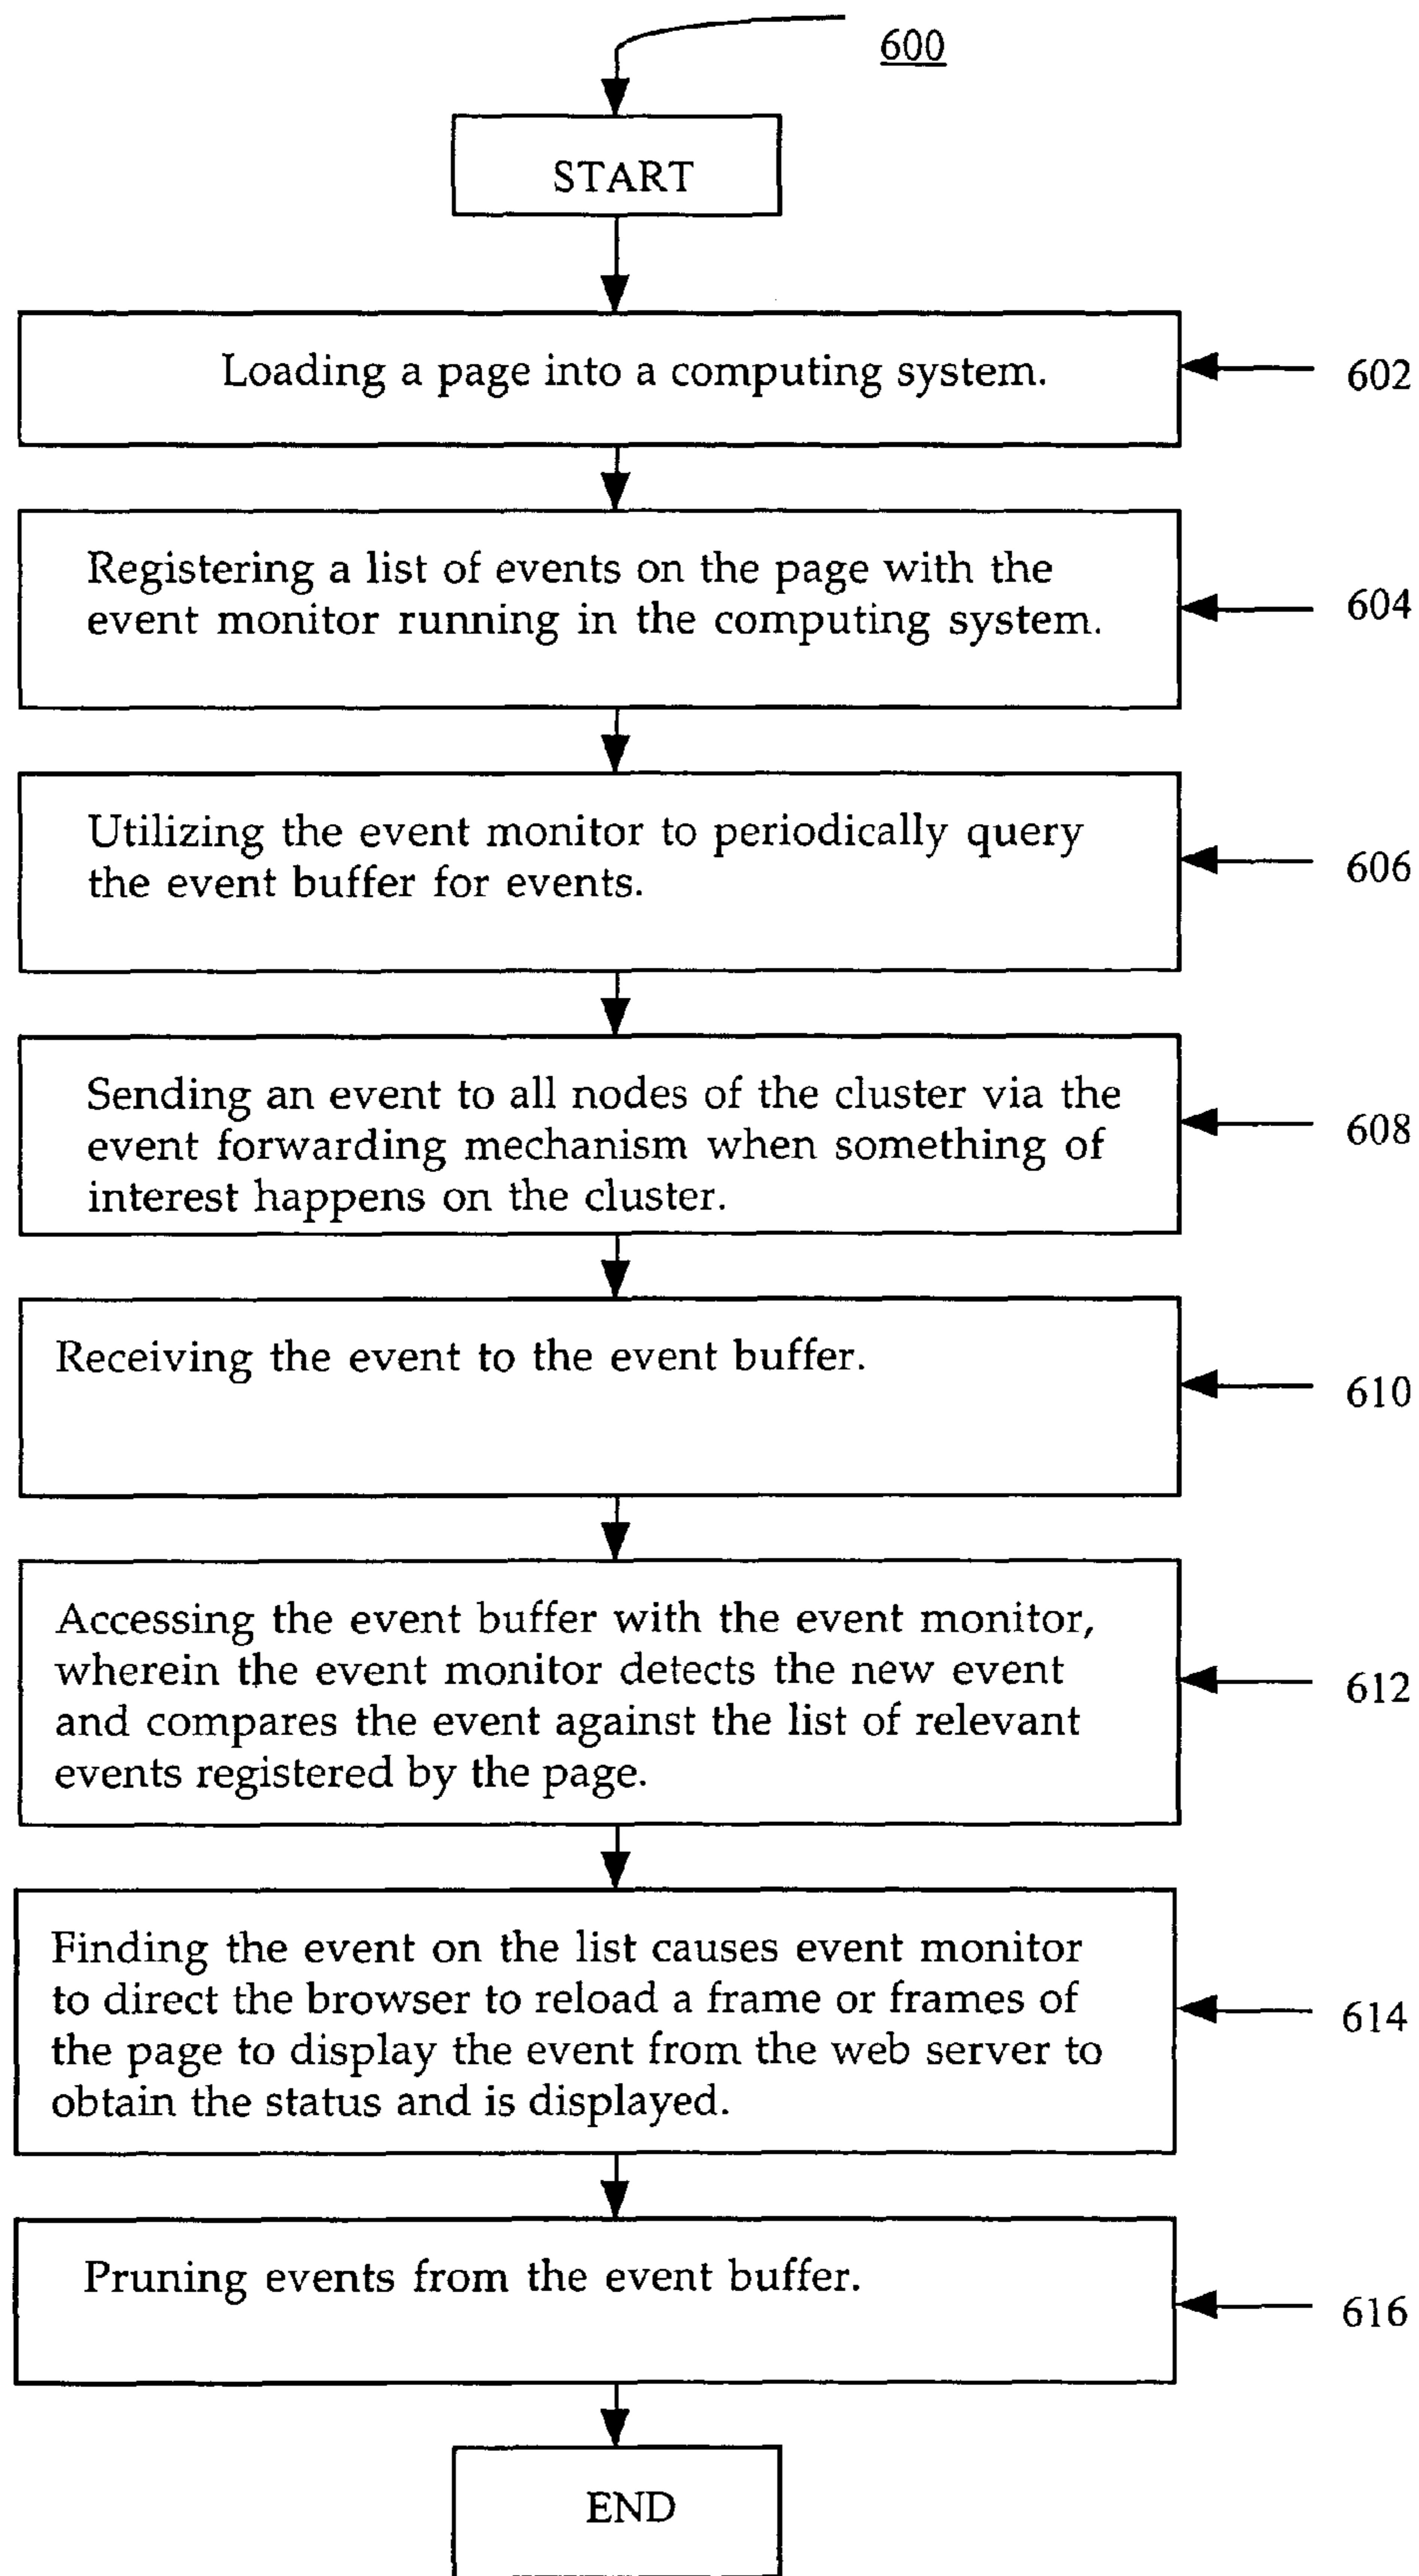 600
START
Loading a page into a computing system.
602
Registering a list of events on the page with the
event monitor running in the computing system.
604
Utilizing the event monitor to periodically query
the event buffer for events.
606
Sending an event to all nodes of the cluster via the
event forwarding mechanism when something of
interest happens on the cluster.
608
Receiving the event to the event buffer.
610
Accessing the event buffer with the event monitor,
wherein the event monitor detects the new event
and compares the event against the list of relevant
events registered by the page.
612
Finding the event on the list causes event monitor
to direct the browser to reload a frame or frames of
the page to display the event from the web server to
obtain the status and is displayed.
614
Pruning events from the event buffer.
616
END